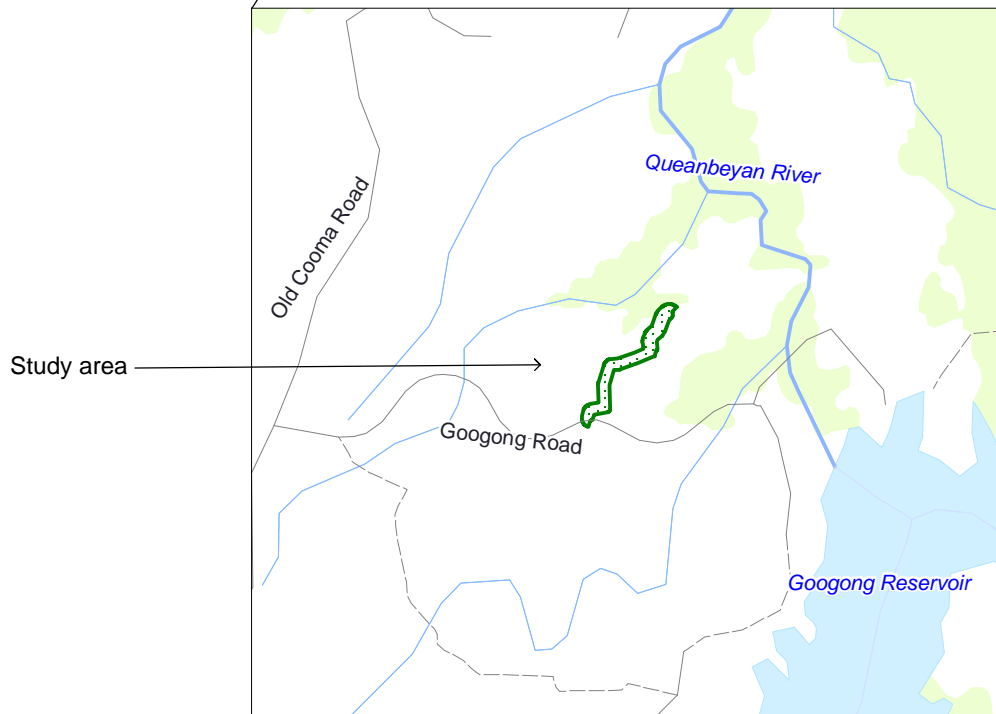 Queanbeyan River
Old Cooma Road
Study area
Googong Road
Googong Reservoir